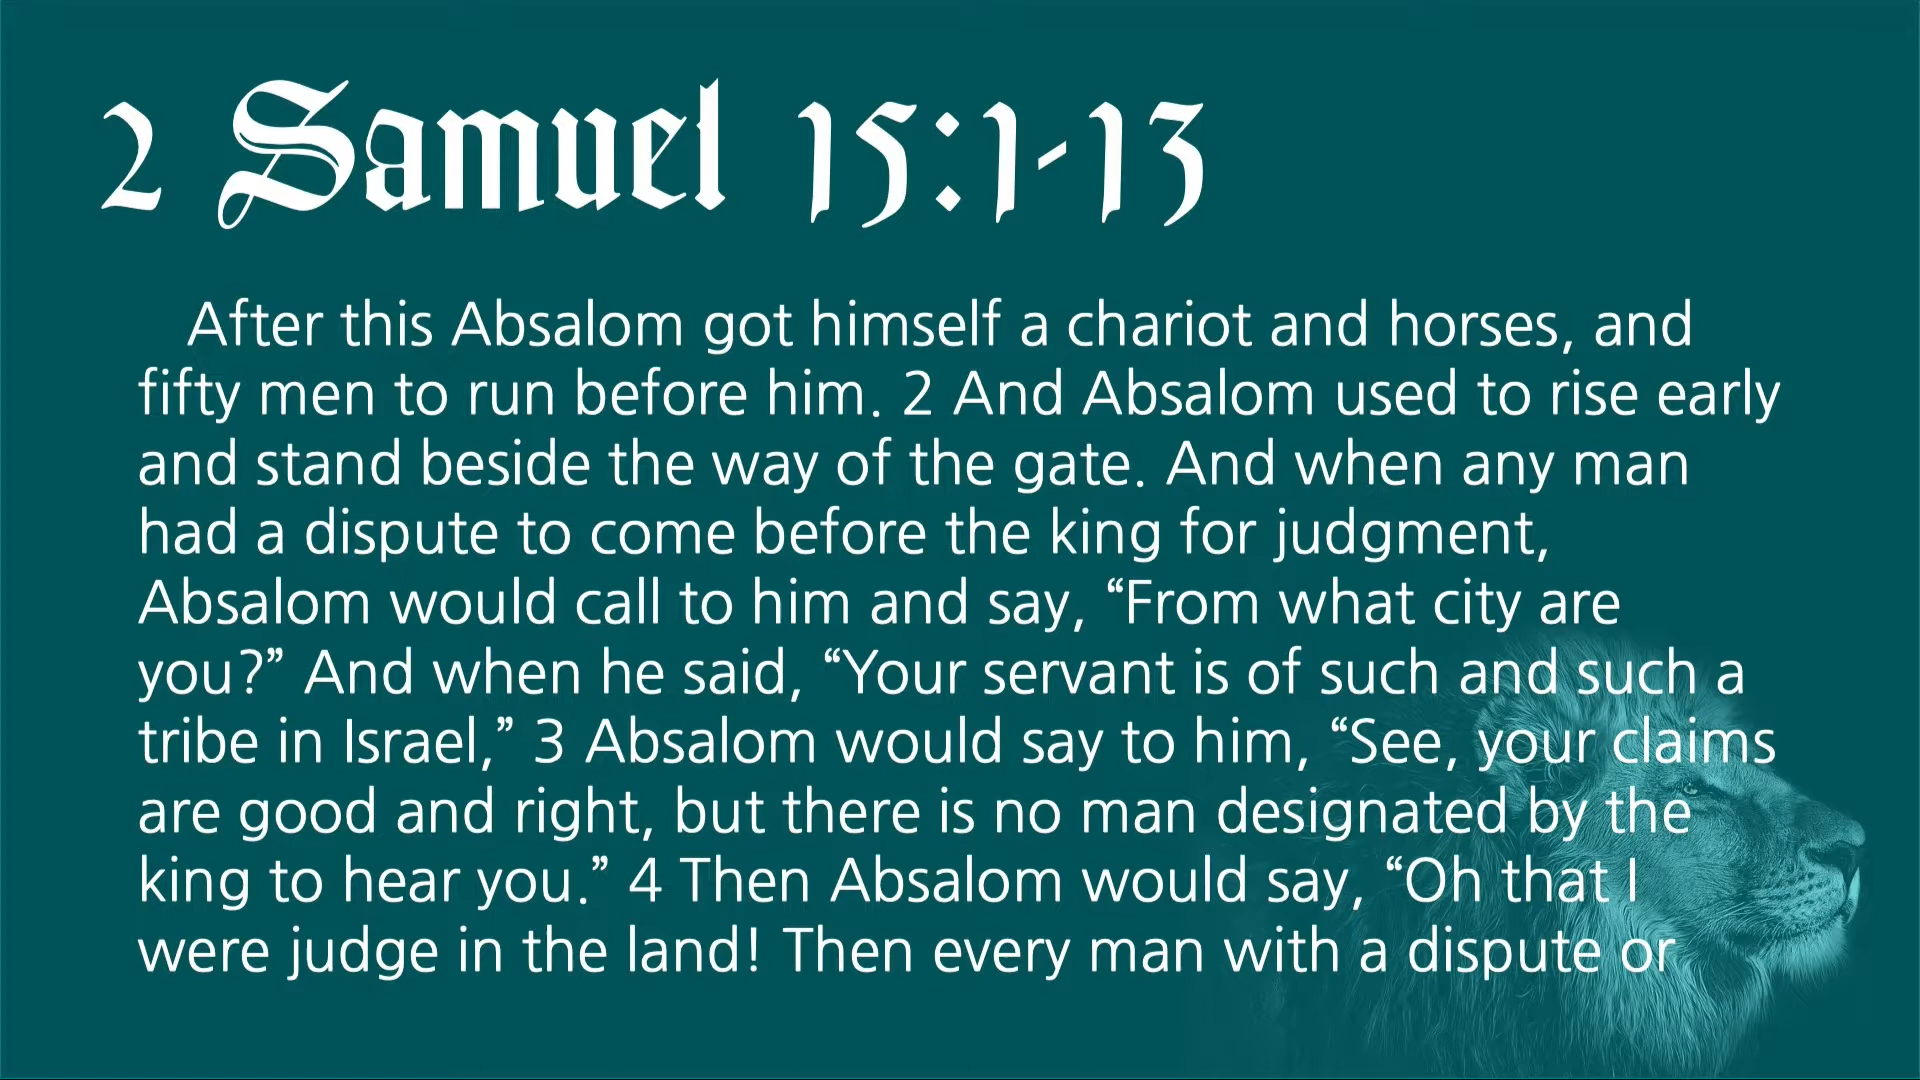 2 Samuel 15:1-13
After this Absalom got himself a chariot and horses, and
fifty men to run before him. 2 And Absalom used to rise early
and stand beside the way of the gate. And when any man
had a dispute to come before the king for judgment,
Absalom would call to him and say, “From what city are
you?” And when he said, “Your servant is of such and such a
tribe in Israel,” 3 Absalom would say to him, “See, your claims
are good and right, but there is no man designated by the
king to hear you.” 4 Then Absalom would say, “Oh that I
were judge in the land! Then every man with a dispute or